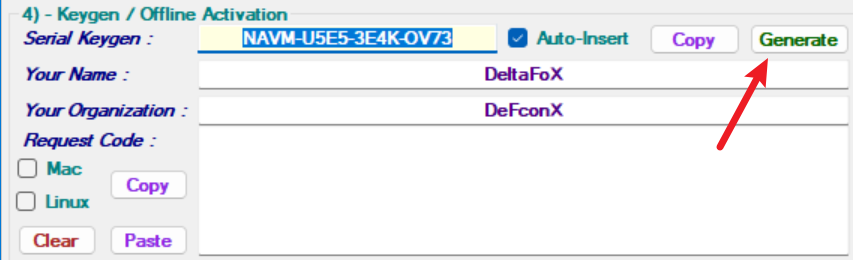 4) - Keygen / Offline Activation
Serial Keygen : NAVM-U5E5-3E4K-OV73 Auto-Insert Copy Generate
Your Name : DeltaFoX
Your Organization : DeFconX
Request Code :
Mac
Copy
Linux
Clear Paste